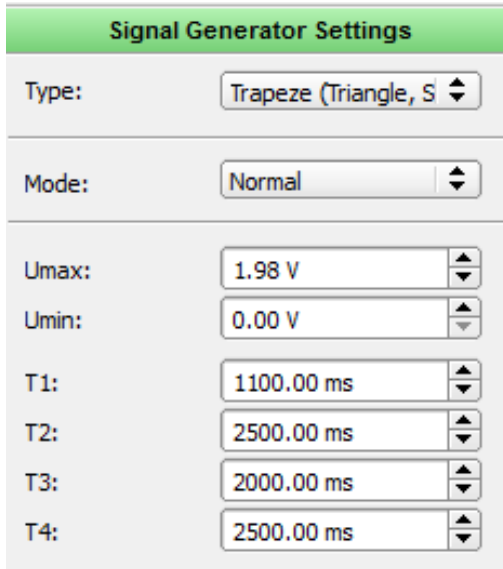 Signal Generator Settings
Type: Trapeze (Triangle, S
Mode: Normal
Umax: 1.98 V
Umin: 0.00 V
T1: 1100.00 ms
T2: 2500.00 ms
T3: 2000.00 ms
T4: 2500.00 ms